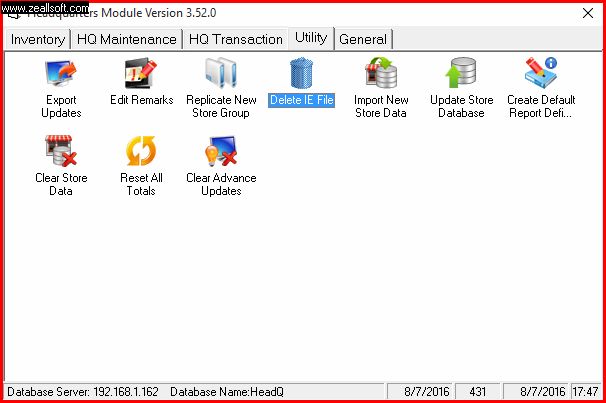 www.zeallsoft.com
Headquarters Module Version 3.52.0
Inventory HQ Maintenance HQ Transaction Utility General
Export
Updates
Edit Remarks
Replicate New
Store Group
Delete IE File
Import New
Store Data
Update Store
Database
Create Default
Report Defi...
Clear Store
Data
Reset All
Totals
Clear Advance
Updates
Database Server: 192.168.1.162 Database Name:HeadQ 8/7/2016 431 8/7/2016 17:47